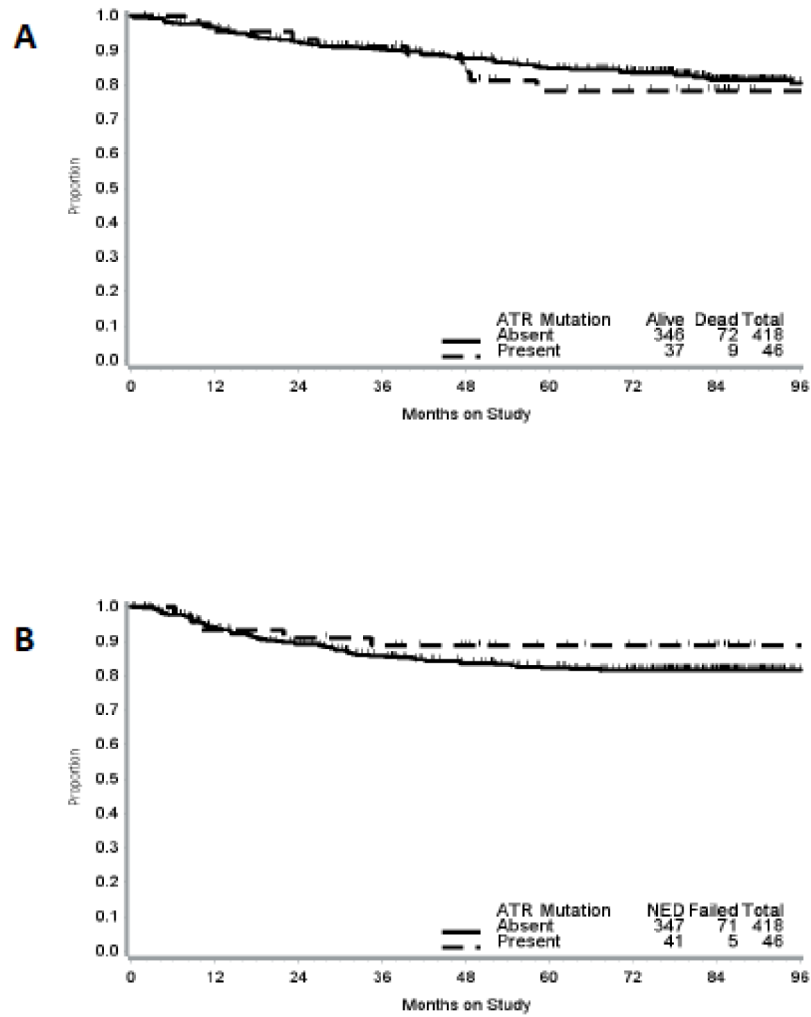 A
1.0
0.9
0.8
0.7
0.6
0.5
0.4
0.3
0.2
0.1
0.0
Proportion
ATR Mutation Alive Dead Total
Absent 346 72 418
Present 37 9 46
0 12 24 36 48 60 72 84 96
Months on Study
B
1.0
0.9
0.8
0.7
0.6
0.5
0.4
0.3
0.2
0.1
0.0
Proportion
ATR Mutation NED Failed Total
Absent 347 71 418
Present 41 5 46
0 12 24 36 48 60 72 84 96
Months on Study